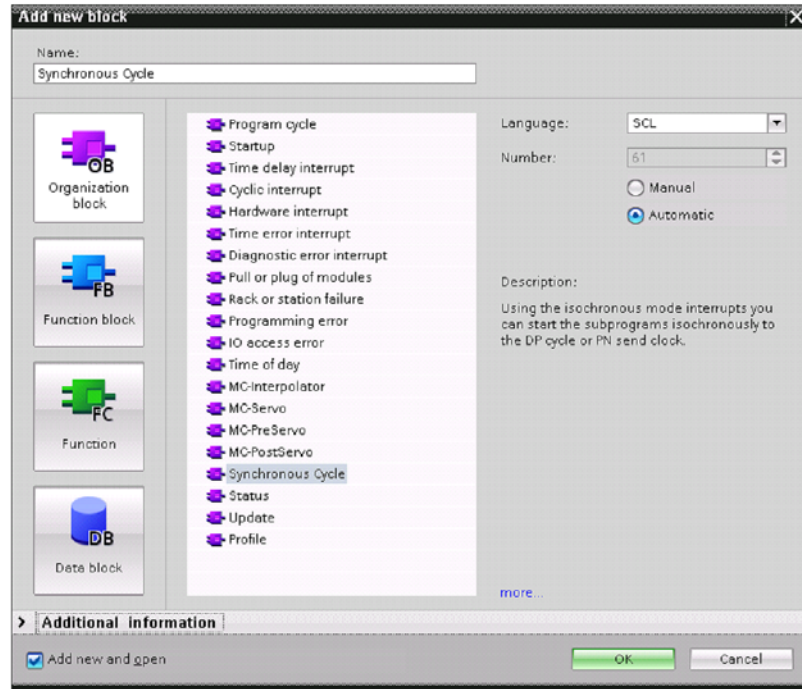 Add new block
Name:
Synchronous Cycle
OB
Organization
block
FB
Function block
FC
Function
DB
Data block
Program cycle
Startup
Time delay interrupt
Cyclic interrupt
Hardware interrupt
Time error interrupt
Diagnostic error interrupt
Pull or plug of modules
Rack or station failure
Programming error
IO access error
Time of day
MC-Interpolator
MC-Servo
MC-PreServo
MC-PostServo
Synchronous Cycle
Status
Update
Profile
Language: SCL
Number: 61
Manual
Automatic
Description:
Using the isochronous mode interrupts you
can start the subprograms isochronously to
the DP cycle or PN send clock.
more...
> Additional information
Add new and open
OK Cancel